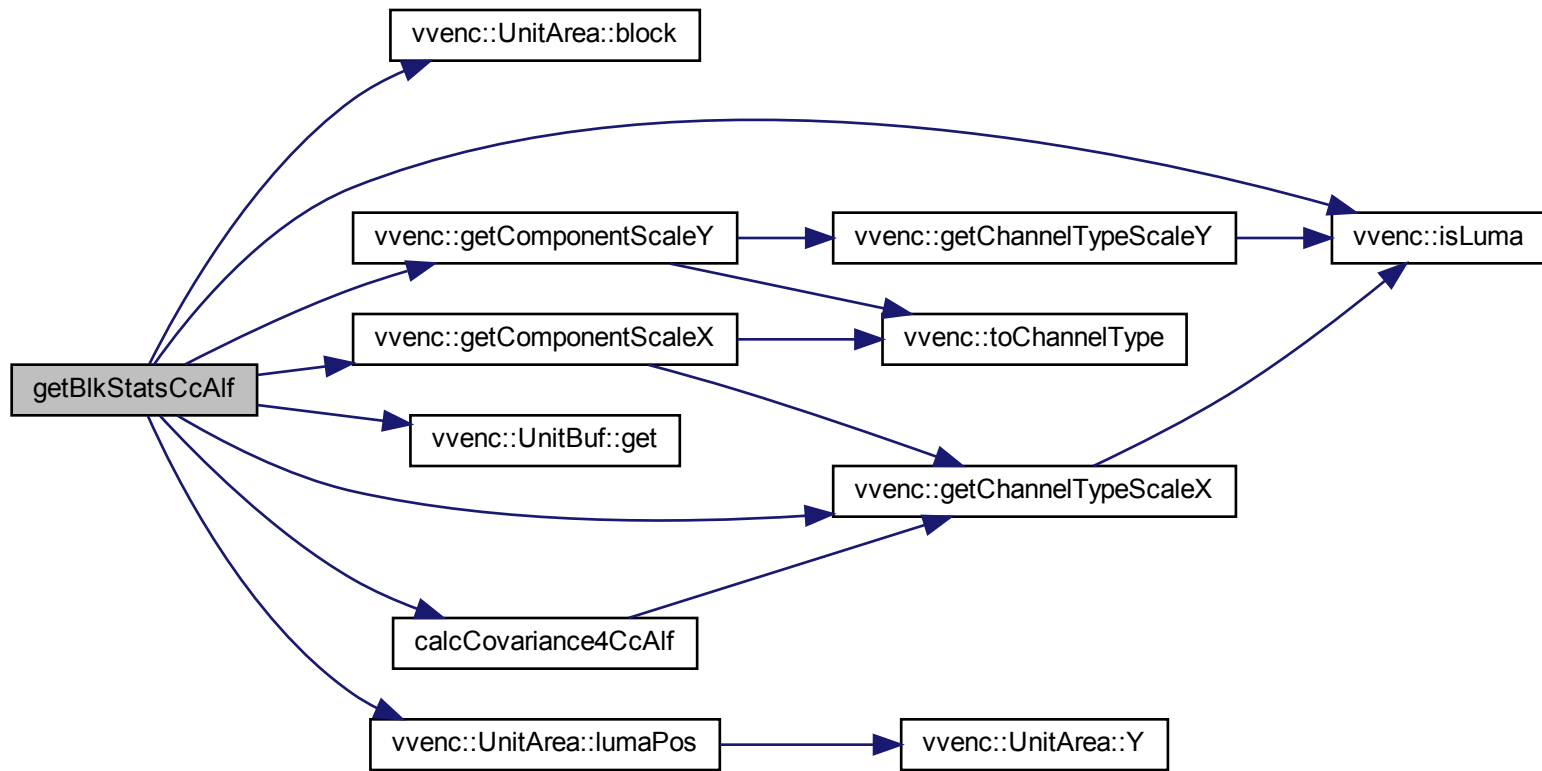 vvenc::UnitArea::block
vvenc::getComponentScaleY
vvenc::getChannelTypeScaleY
vvenc::isLuma
vvenc::getComponentScaleX
vvenc::toChannelType
getBlkStatsCcAlf
vvenc::UnitBuf::get
vvenc::getChannelTypeScaleX
calcCovariance4CcAlf
vvenc::UnitArea::lumaPos
vvenc::UnitArea::Y